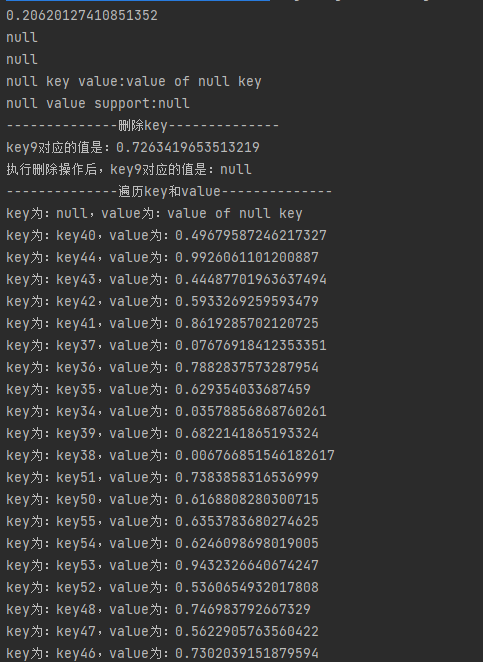 0.20620127410851352
null
null
null key value:value of null key
null value support:null
--------------删除key--------------
key9对应的值是：0.7263419653513219
执行删除操作后，key9对应的值是：null
--------------遍历key和value--------------
key为：null，value为：value of null key
key为：key40，value为：0.49679587246217327
key为：key44，value为：0.9926061101200887
key为：key43，value为：0.44487701963637494
key为：key42，value为：0.5933269259593479
key为：key41，value为：0.8619285702120725
key为：key37，value为：0.07676918412353351
key为：key36，value为：0.7882837573287954
key为：key35，value为：0.629354033687459
key为：key34，value为：0.03578856868760261
key为：key39，value为：0.6822141865193324
key为：key38，value为：0.006766851546182617
key为：key51，value为：0.7383858316536999
key为：key50，value为：0.6168808280300715
key为：key55，value为：0.6353783680274625
key为：key54，value为：0.6246098698019005
key为：key53，value为：0.9432326640674247
key为：key52，value为：0.5360654932017808
key为：key48，value为：0.746983792667329
key为：key47，value为：0.5622905763560422
key为：key46，value为：0.7302039151879594